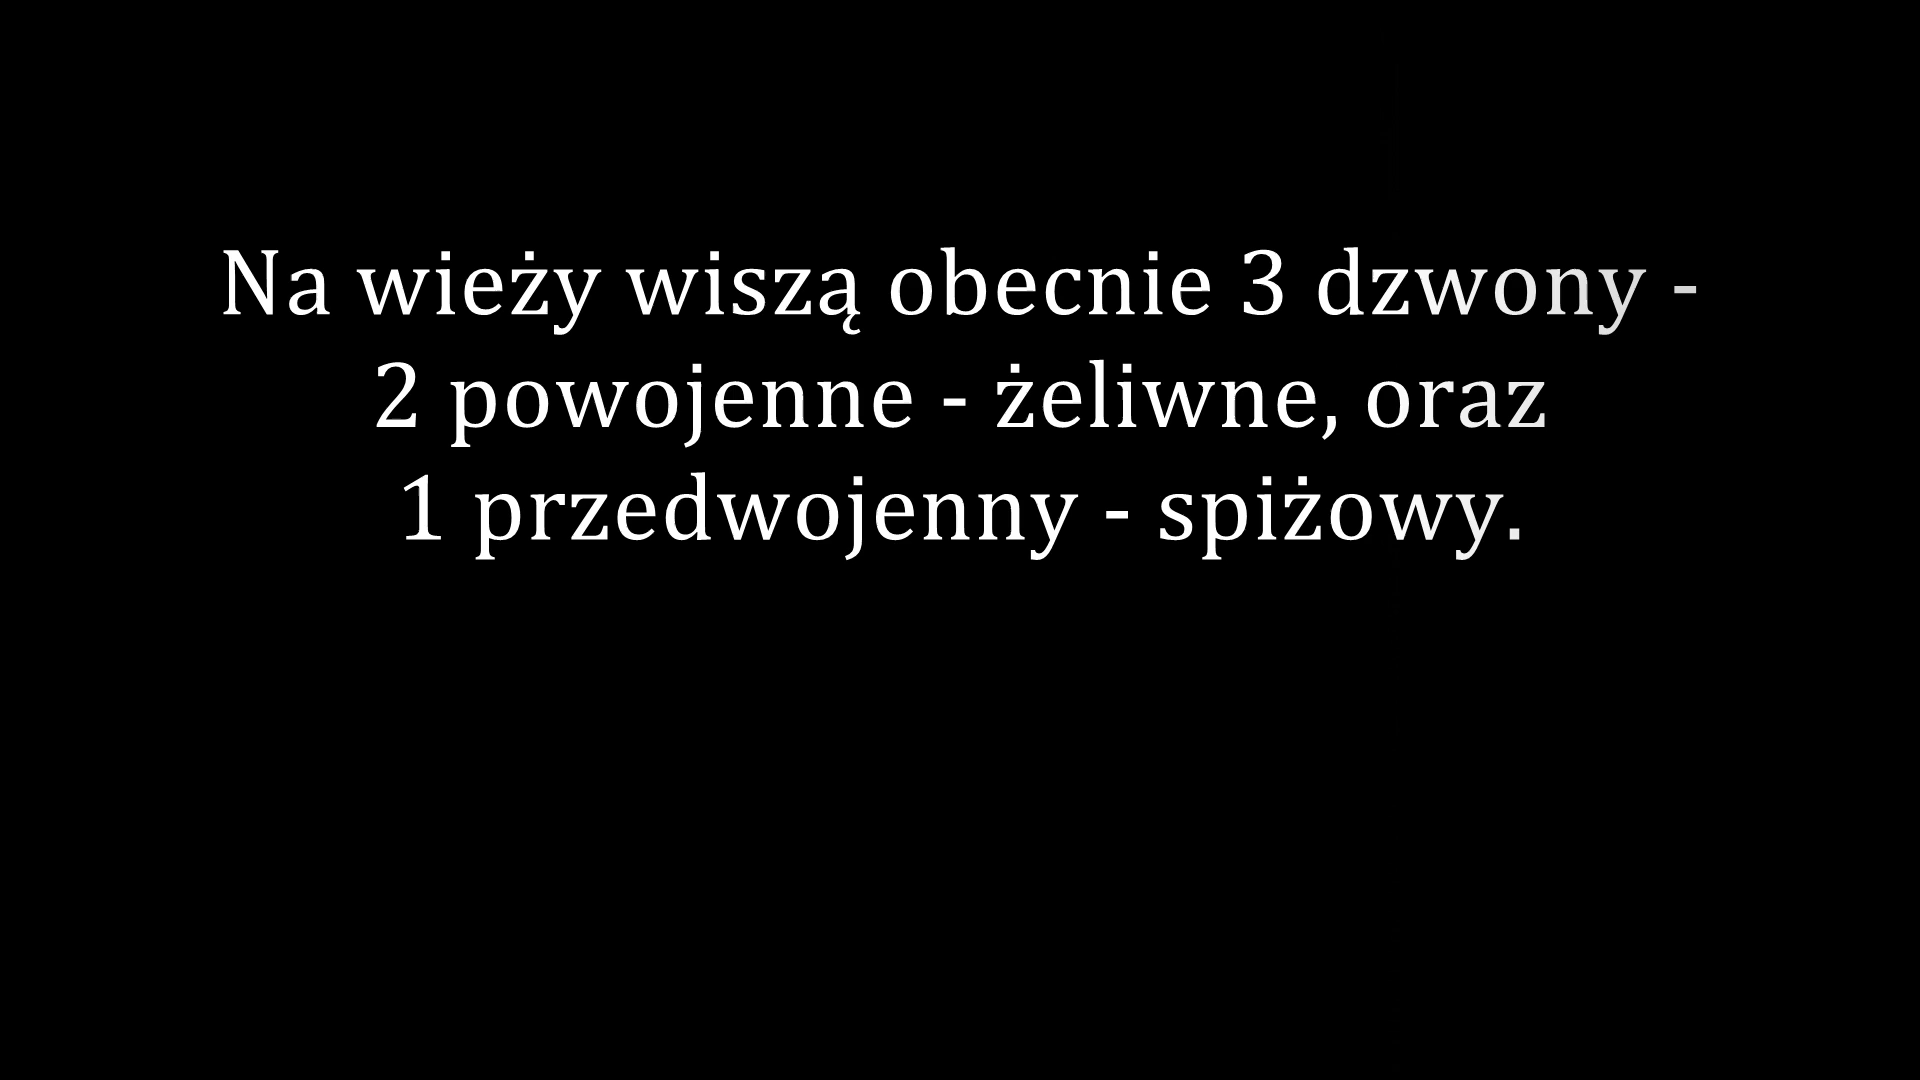 Na wieży wiszą obecnie 3 dzwony -
2 powojenne - żeliwne, oraz
1 przedwojenny - spiżowy.